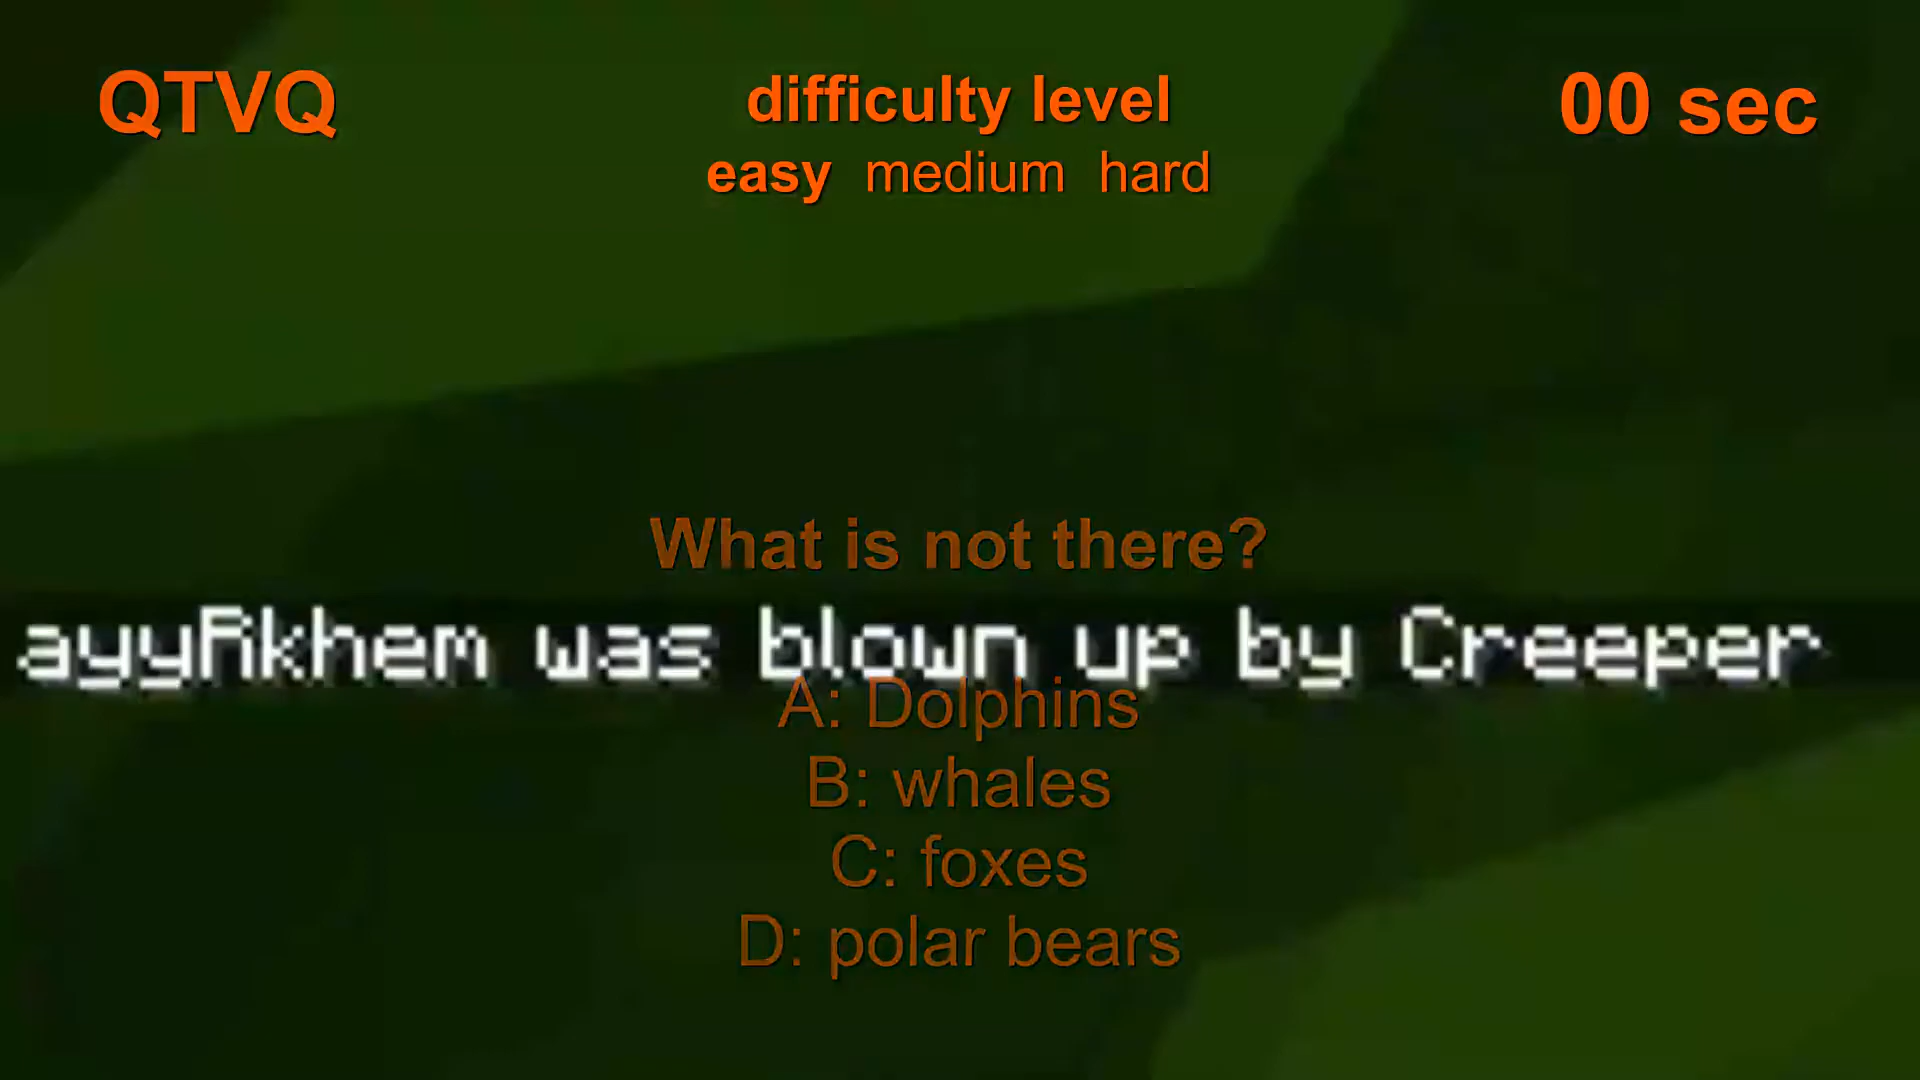 QTVQ
difficulty level
00 sec
easy medium hard
What is not there?
ayyfikhem was blown up by Creeper
A: Dolphins
B: whales
C: foxes
D: polar bears